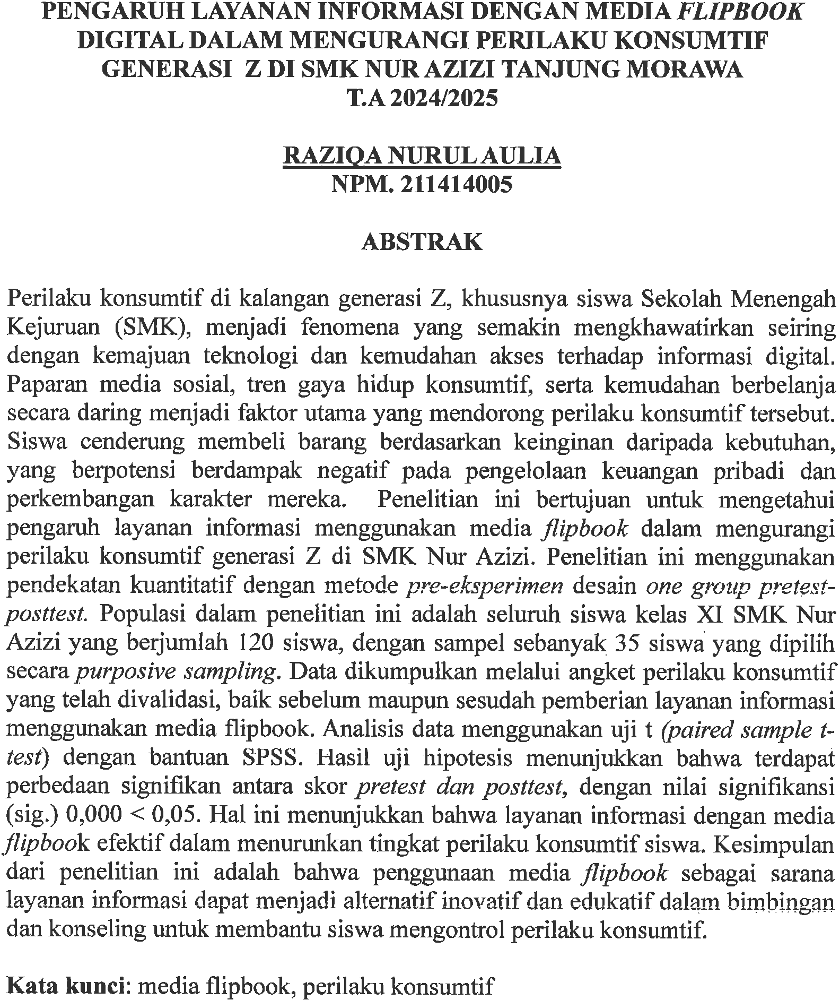 PENGARUH LAYANAN INFORMASI DENGAN MEDIA FLIPBOOK
DIGITAL DALAM MENGURANGI PERILAKU KONSUMTIF
GENERASI Z DI SMK NUR AZIZI TANJUNG MORAWA
T.A 2024/2025
RAZIQA NURUL AULIA
NPM. 211414005
ABSTRAK
Perilaku konsumtif di kalangan generasi Z, khususnya siswa Sekolah Menengah
Kejuruan (SMK), menjadi fenomena yang semakin mengkhawatirkan seiring
dengan kemajuan teknologi dan kemudahan akses terhadap informasi digital.
Paparan media sosial, tren gaya hidup konsumtif, serta kemudahan berbelanja
secara daring menjadi faktor utama yang mendorong perilaku konsumtif tersebut.
Siswa cenderung membeli barang berdasarkan keinginan daripada kebutuhan,
yang berpotensi berdampak negatif pada pengelolaan keuangan pribadi dan
perkembangan karakter mereka. Penelitian ini bertujuan untuk mengetahui
pengaruh layanan informasi menggunakan media flipbook dalam mengurangi
perilaku konsumtif generasi Z di SMK Nur Azizi. Penelitian ini menggunakan
pendekatan kuantitatif dengan metode pre-eksperimen desain one group pretest-
posttest. Populasi dalam penelitian ini adalah seluruh siswa kelas XI SMK Nur
Azizi yang berjumlah 120 siswa, dengan sampel sebanyak 35 siswa yang dipilih
secara purposive sampling. Data dikumpulkan melalui angket perilaku konsumtif
yang telah divalidasi, baik sebelum maupun sesudah pemberian layanan informasi
menggunakan media flipbook. Analisis data menggunakan uji t (paired sample t-
test) dengan bantuan SPSS. Hasil uji hipotesis menunjukkan bahwa terdapat
perbedaan signifikan antara skor pretest dan posttest, dengan nilai signifikansi
(sig.) 0,000 < 0,05. Hal ini menunjukkan bahwa layanan informasi dengan media
flipbook efektif dalam menurunkan tingkat perilaku konsumtif siswa. Kesimpulan
dari penelitian ini adalah bahwa penggunaan media flipbook sebagai sarana
layanan informasi dapat menjadi alternatif inovatif dan edukatif dalam bimbingan
dan konseling untuk membantu siswa mengontrol perilaku konsumtif.
Kata kunci: media flipbook, perilaku konsumtif